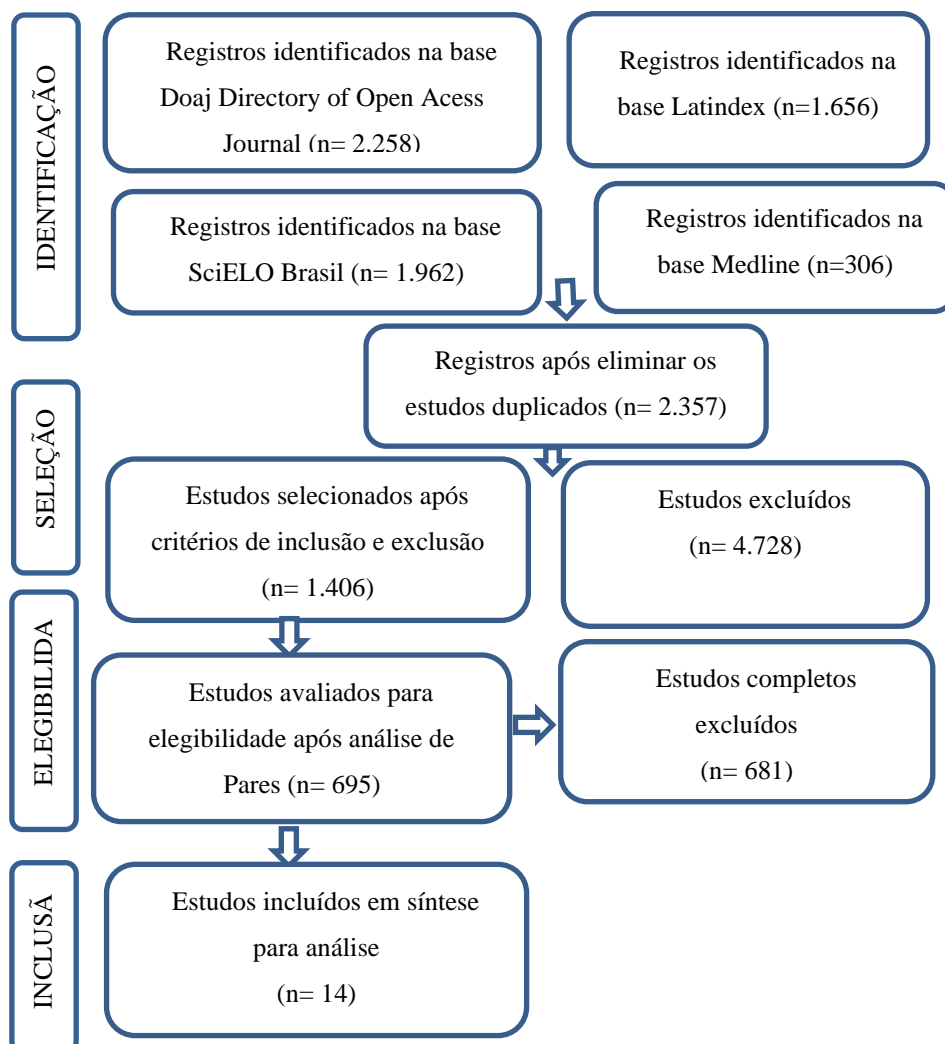 IDENTIFICAÇÃO
Registros identificados na base
Doaj Directory of Open Acess
Journal (n= 2.258)
Registros identificados na
base Latindex (n=1.656)
Registros identificados na base
SciELO Brasil (n= 1.962)
Registros identificados na
base Medline (n=306)
Registros após eliminar os
estudos duplicados (n= 2.357)
SELEÇÃO
Estudos selecionados após
critérios de inclusão e exclusão
(n= 1.406)
Estudos excluídos
(n= 4.728)
ELEGIBILIDA
Estudos avaliados para
elegibilidade após análise de
Pares (n= 695)
Estudos completos
excluídos
(n= 681)
INCLUSÃ
Estudos incluídos em síntese
para análise
(n= 14)